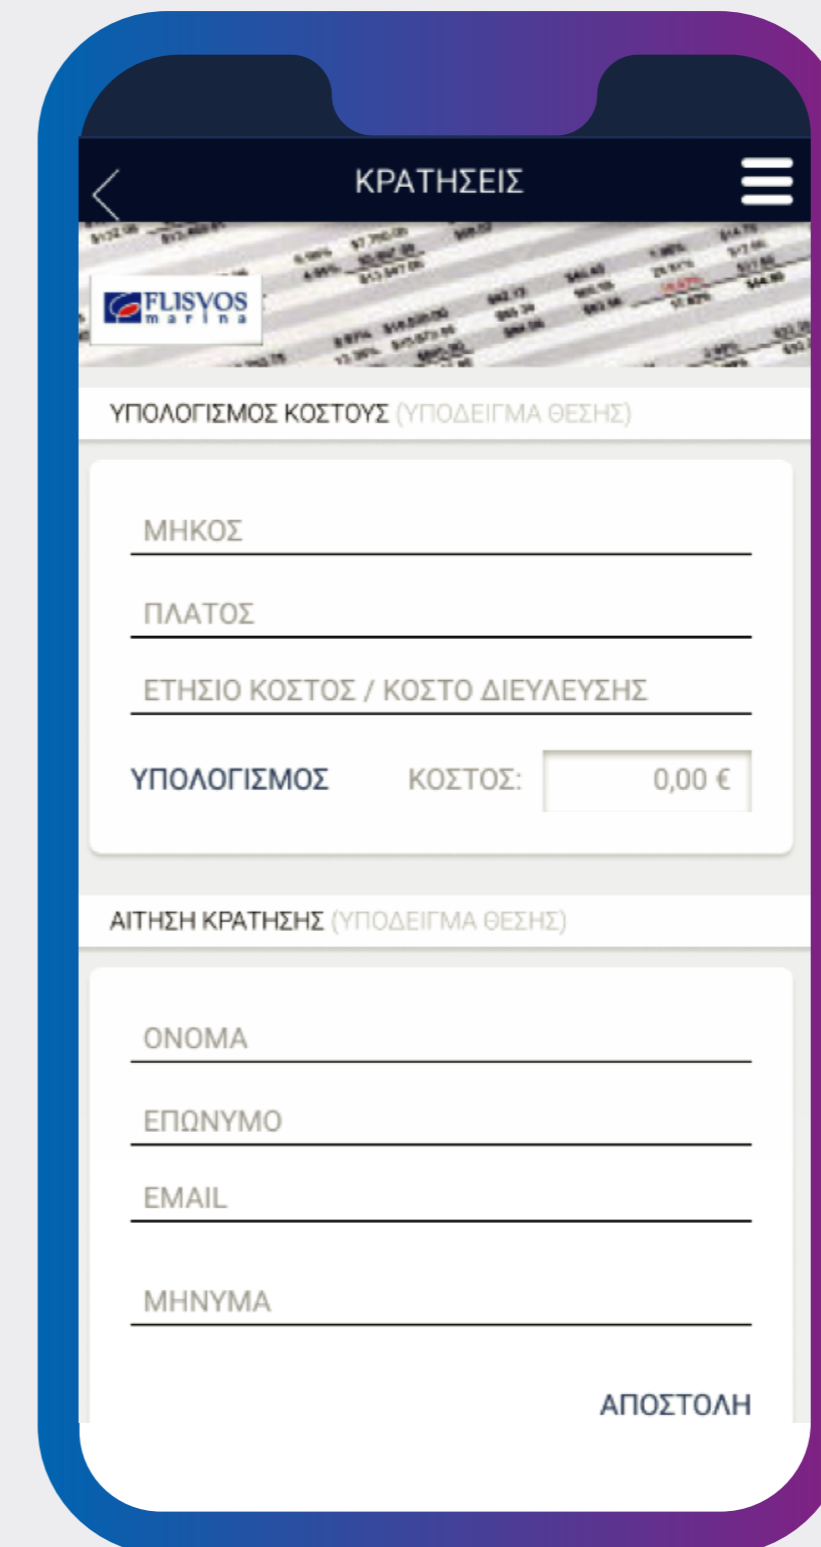 ΚΡΑΤΗΣΕΙΣ
FLISVOS
marina
ΥΠΟΛΟΓΙΣΜΟΣ ΚΟΣΤΟΥΣ (ΥΠΟΔΕΙΓΜΑ ΘΕΣΗΣ)
ΜΗΚΟΣ
ΠΛΑΤΟΣ
ΕΤΗΣΙΟ ΚΟΣΤΟΣ / ΚΟΣΤΟ ΔΙΕΥΛΕΥΣΗΣ
ΥΠΟΛΟΓΙΣΜΟΣ ΚΟΣΤΟΣ: 0,00 €
ΑΙΤΗΣΗ ΚΡΑΤΗΣΗΣ (ΥΠΟΔΕΙΓΜΑ ΘΕΣΗΣ)
ΟΝΟΜΑ
ΕΠΩΝΥΜΟ
EMAIL
ΜΗΝΥΜΑ
ΑΠΟΣΤΟΛΗ